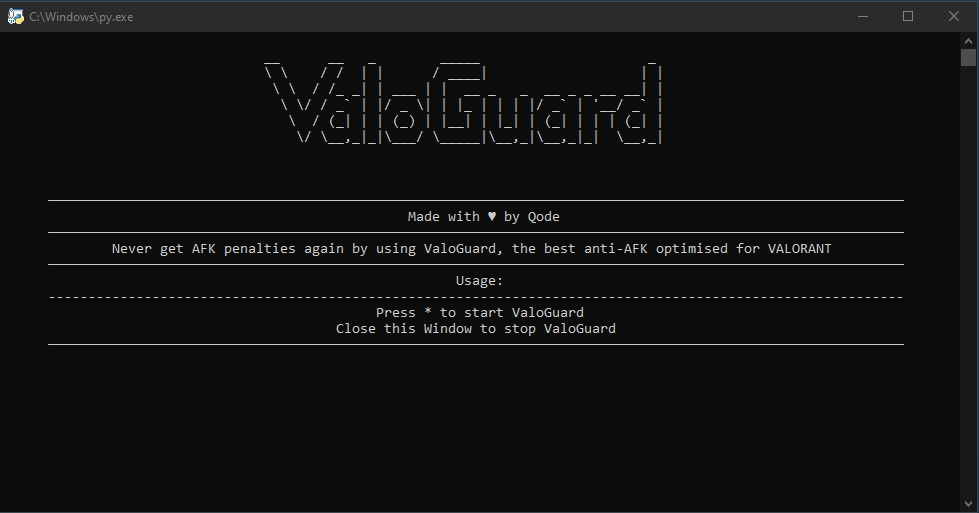 C:\Windows\py.exe
ValoGuard
Made with ♥ by Qode
Never get AFK penalties again by using ValoGuard, the best anti-AFK optimised for VALORANT
Usage:
Press * to start ValoGuard
Close this Window to stop ValoGuard